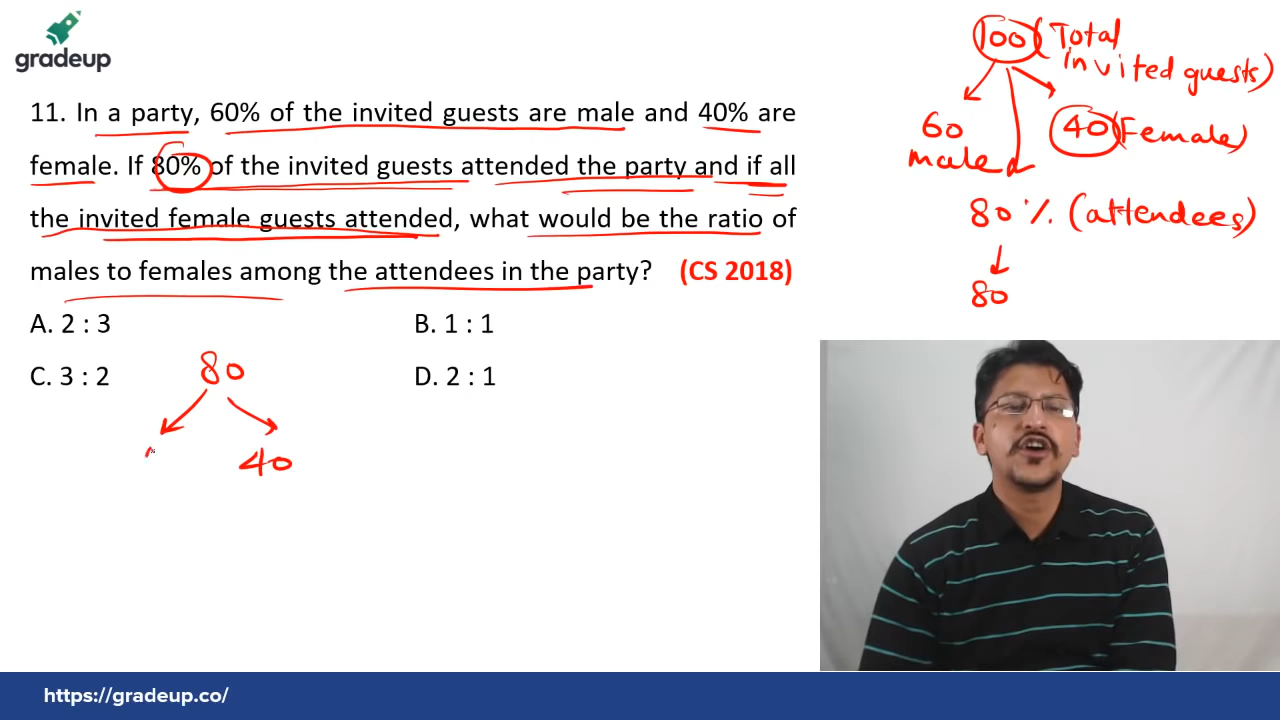 gradeup
11. In a party, 60% of the invited guests are male and 40% are
female. If 80% of the invited guests attended the party and if all
the invited female guests attended, what would be the ratio of
males to females among the attendees in the party? (CS 2018)
A. 2 : 3 B. 1 : 1
C. 3 : 2 D. 2 : 1
80
40
100 (Total
invited guests)
60 40 (Female)
male
80 % (attendees)
80
https://gradeup.co/